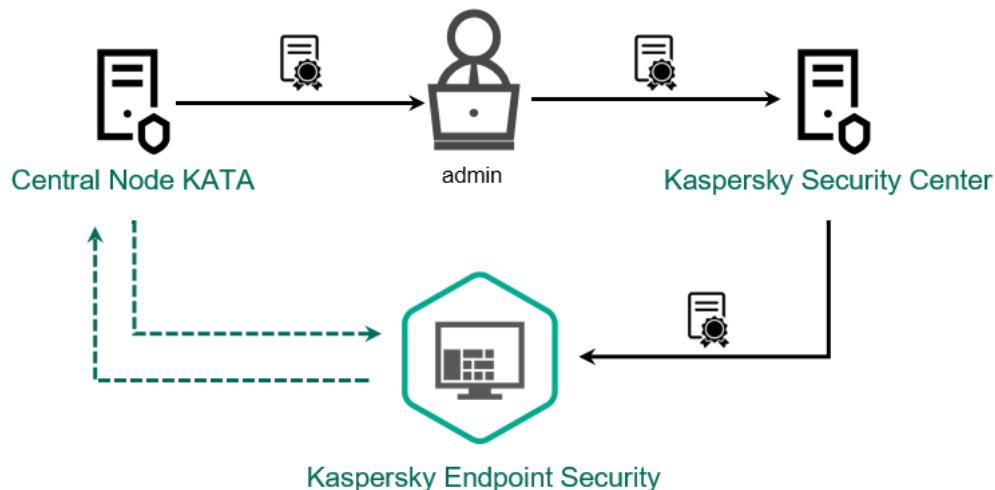 Central Node KATA
admin
Kaspersky Security Center
Kaspersky Endpoint Security